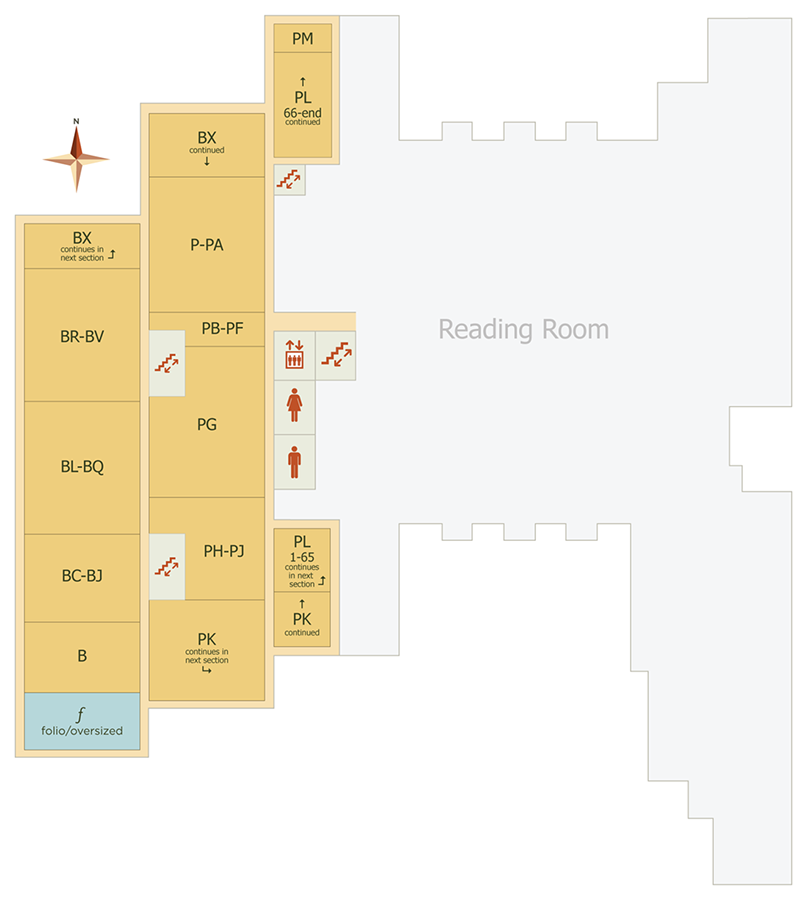 N
PM
PL
66-end
continued
BX
continued
P-PA
PB-PF
PG
PH-PJ
PK
continues in
next section
BX
continues in
next section
BR-BV
BL-BQ
BC-BJ
B
f
folio/oversized
PL
1-65
continues
in next
section
PK
continued
Reading Room